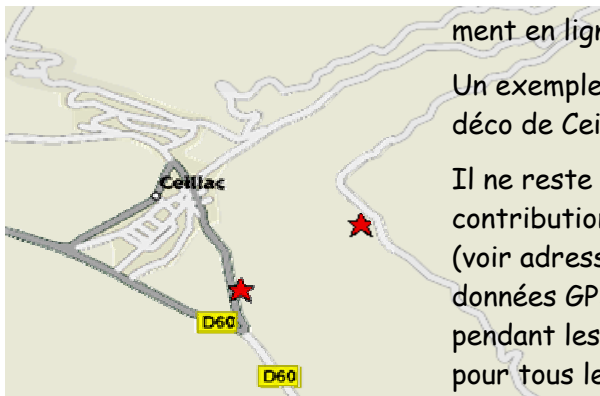 ment en lign
Un exemple
déco de Cei
Il ne reste
contribution
(voir adress
données GP
pendant les
pour tous le
Ceillac
D60
D60